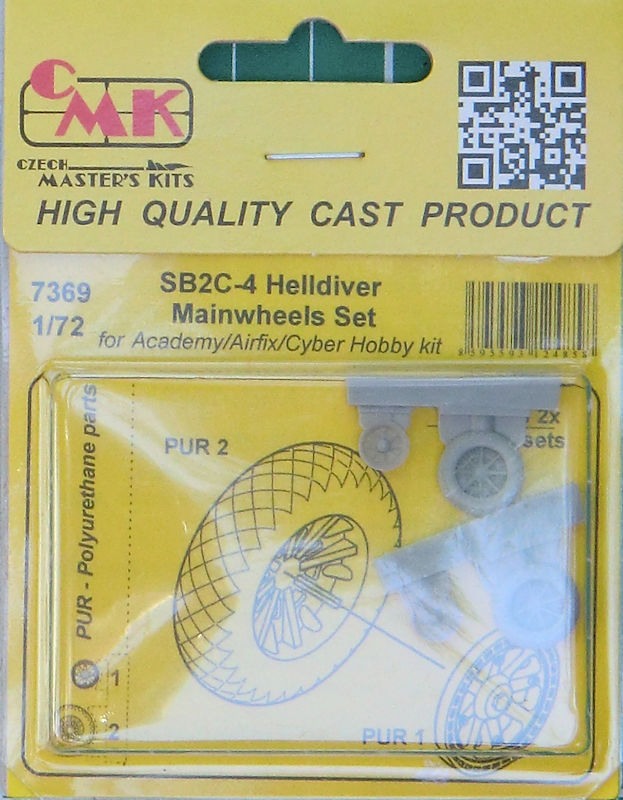 CMK
CZECH
MASTER'S KITS
HIGH QUALITY CAST PRODUCT
7369
1/72
SB2C-4 Helldiver
Mainwheels Set
for Academy/Airfix/Cyber Hobby kit
8595593124858
PUR - Polyurethane parts
PUR 2
2x
sets
1
2
PUR 1